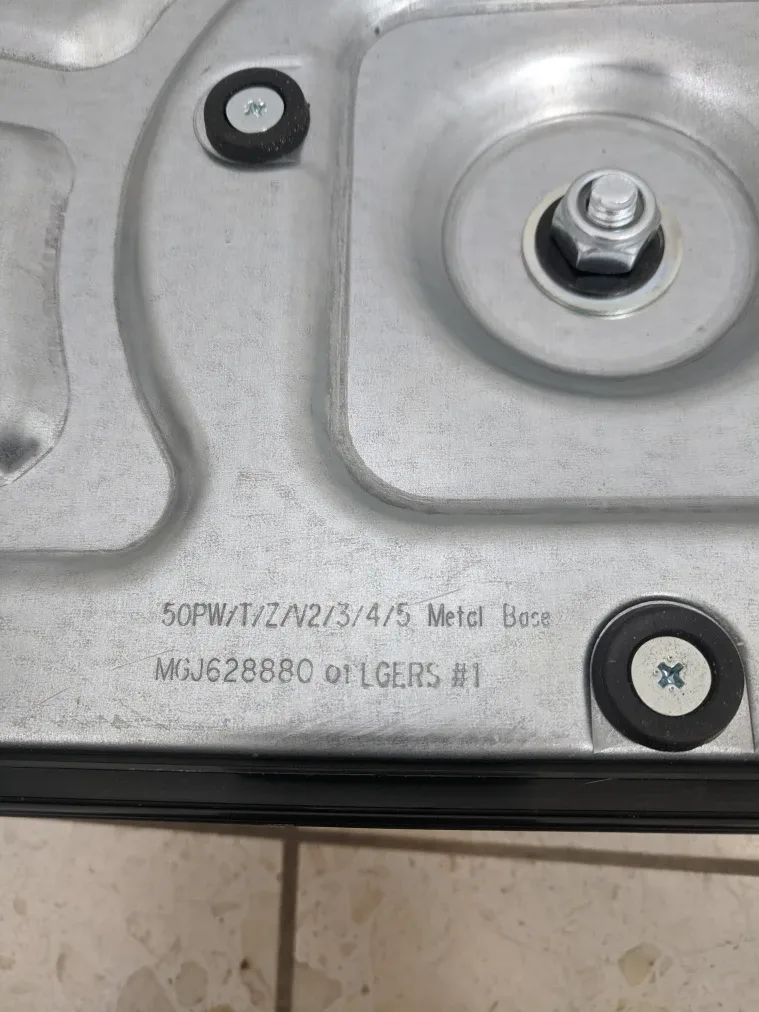 50PW/T/Z/V2/3/4/5 Metal Base
MGJ628880 01 LGERS #1